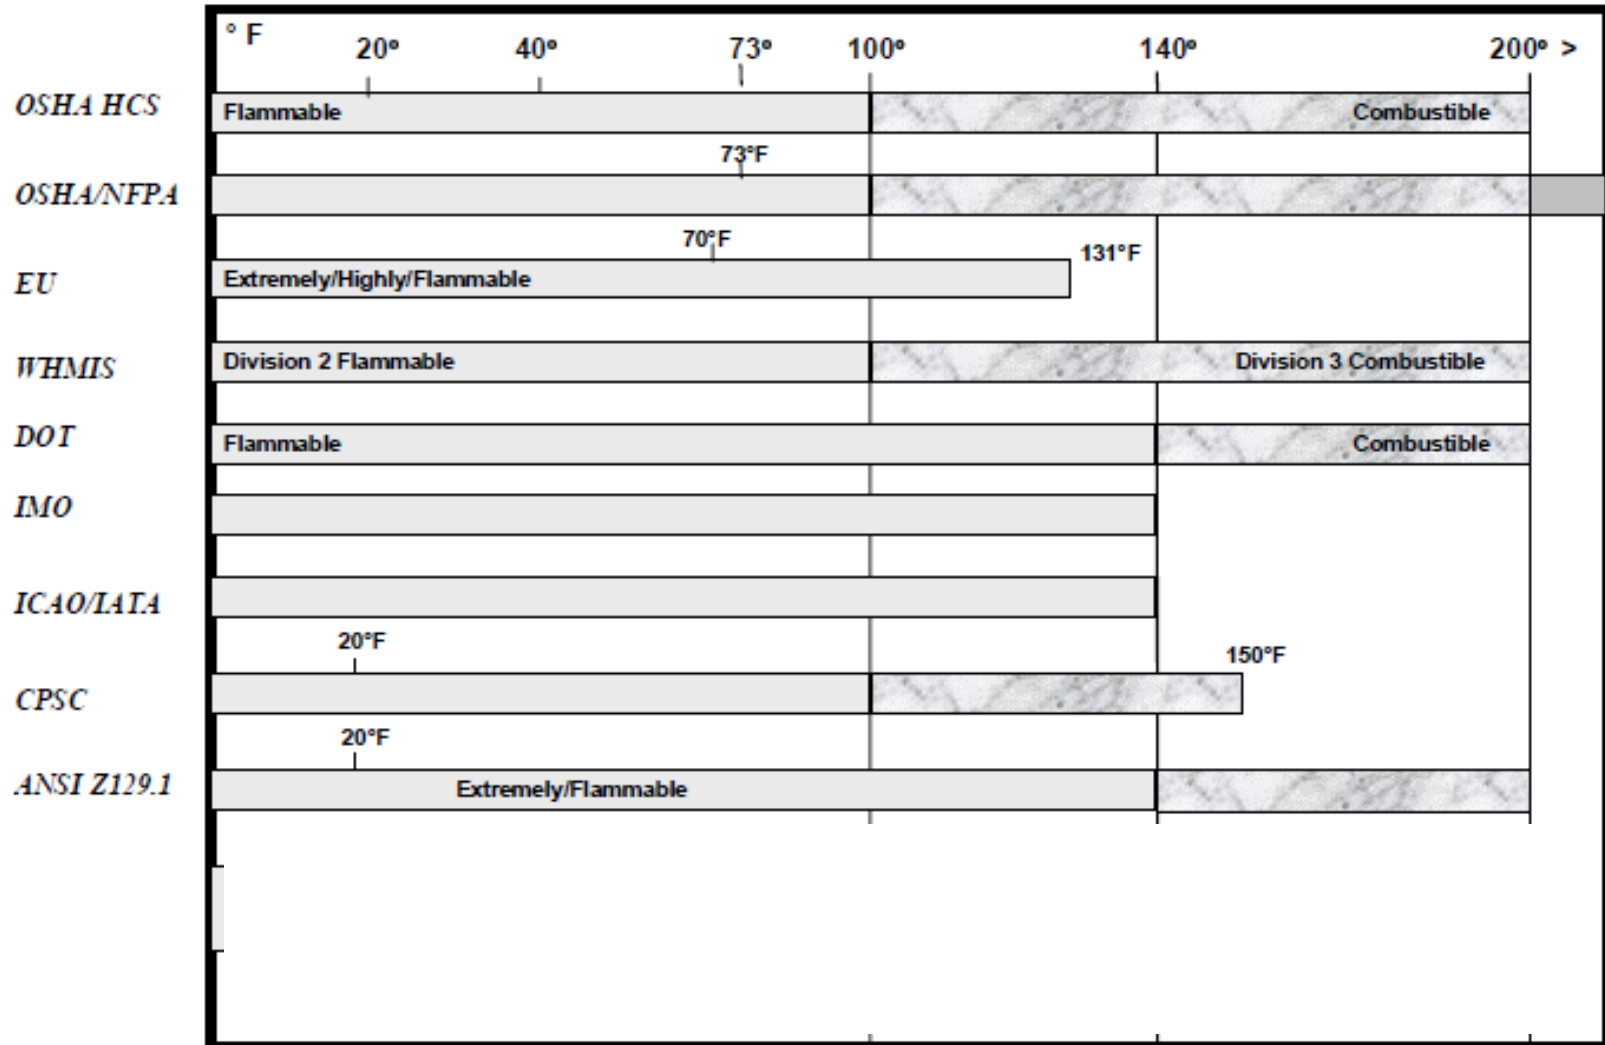 ° F
20° 40° 73° 100° 140° 200° >
OSHA HCS Flammable Combustible
73°F
OSHA/NFPA
70°F 131°F
EU Extremely/Highly/Flammable
WHMIS Division 2 Flammable Division 3 Combustible
DOT Flammable Combustible
IMO
ICAO/IATA
20°F 150°F
CPSC
20°F
ANSI Z129.1 Extremely/Flammable